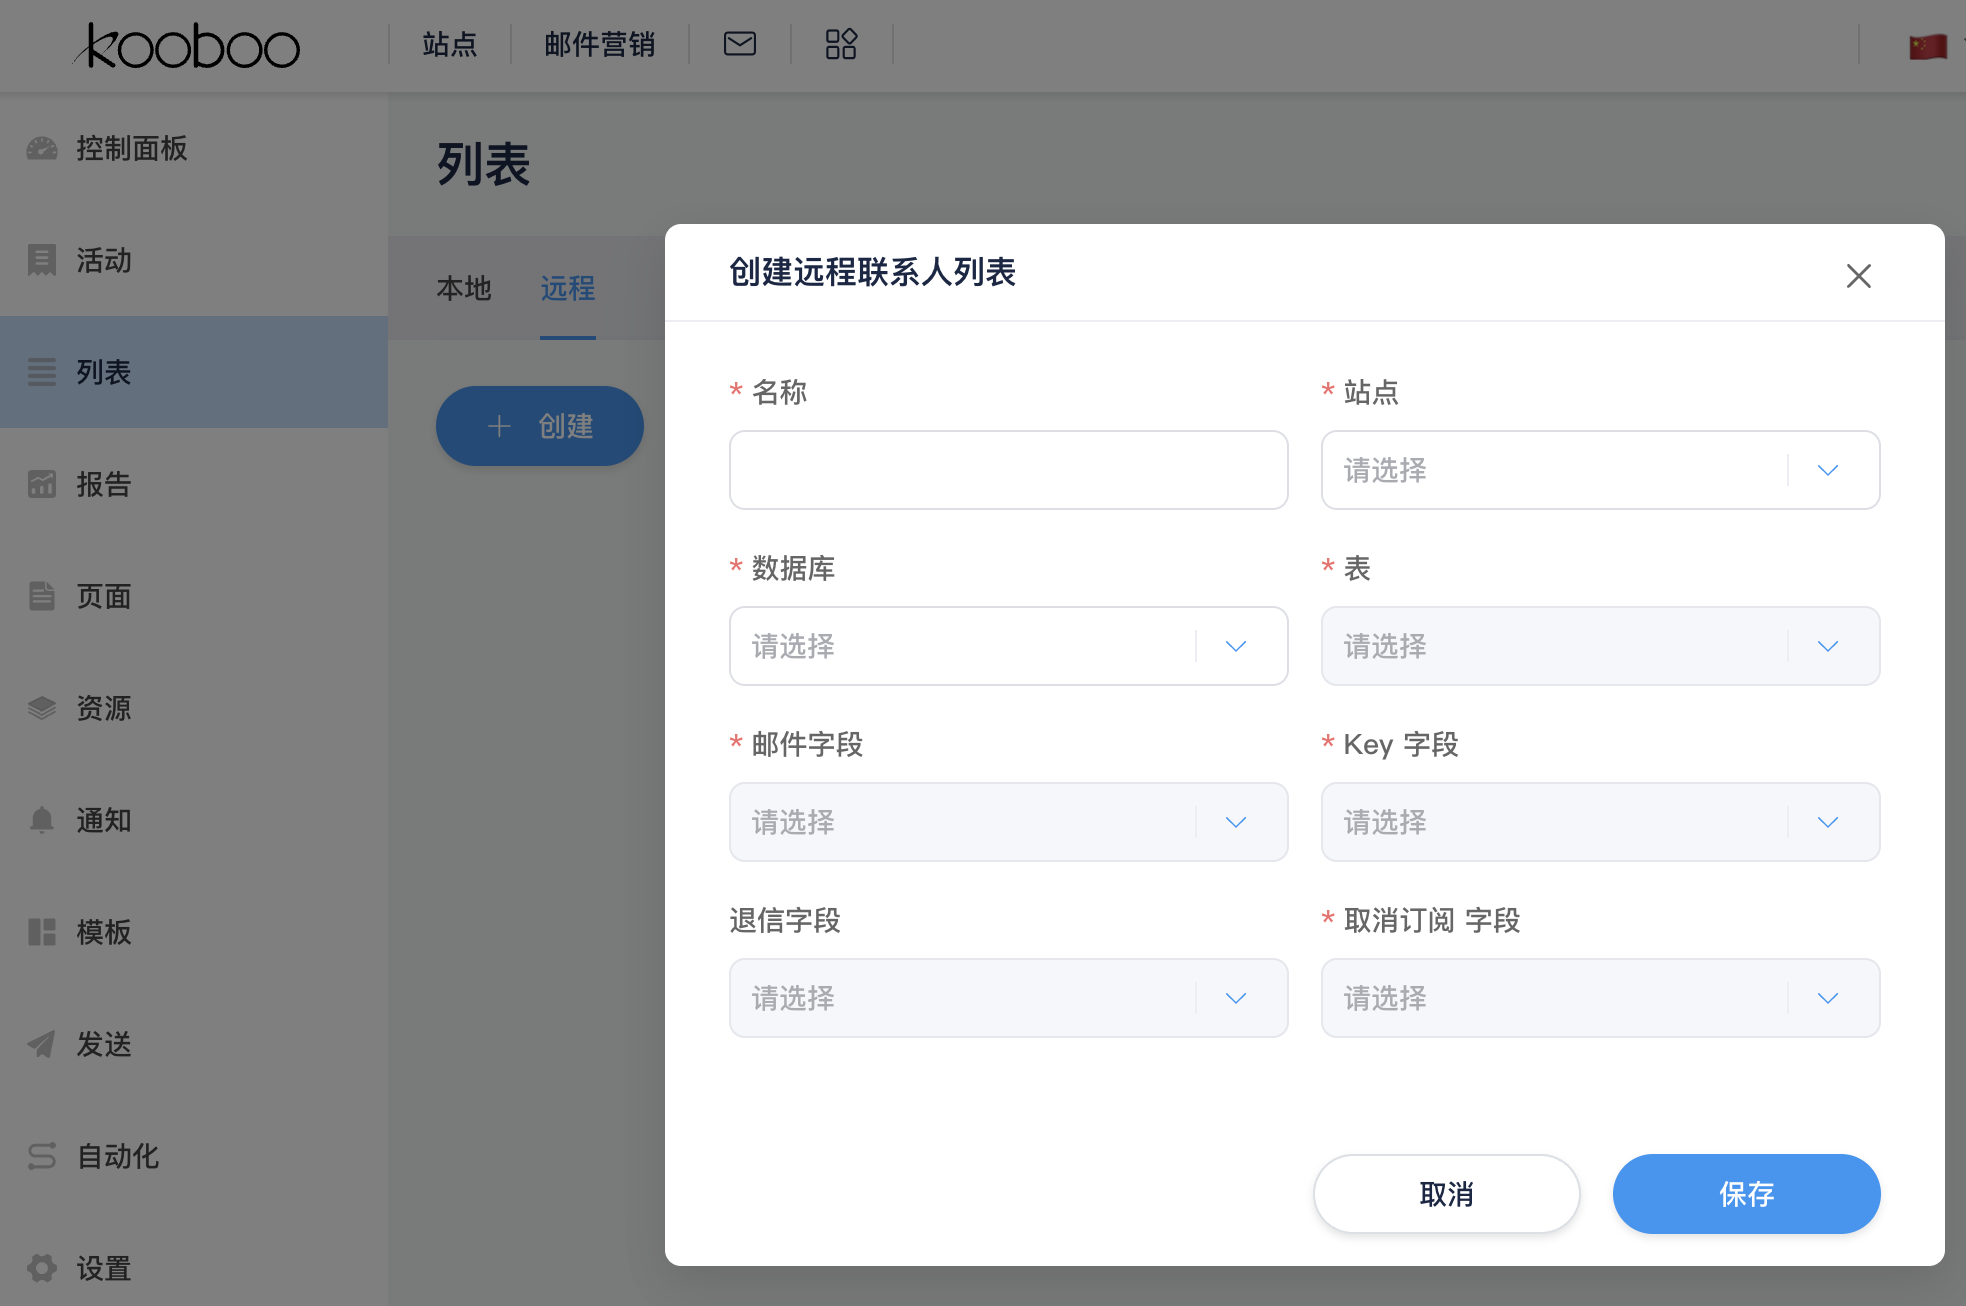 kooboo
站点
邮件营销
控制面板
活动
列表
报告
页面
资源
通知
模板
发送
自动化
设置
列表
本地
远程
创建
创建远程联系人列表
* 名称
* 站点
请选择
* 数据库
* 表
请选择
请选择
* 邮件字段
* Key 字段
请选择
请选择
退信字段
* 取消订阅 字段
请选择
请选择
取消
保存